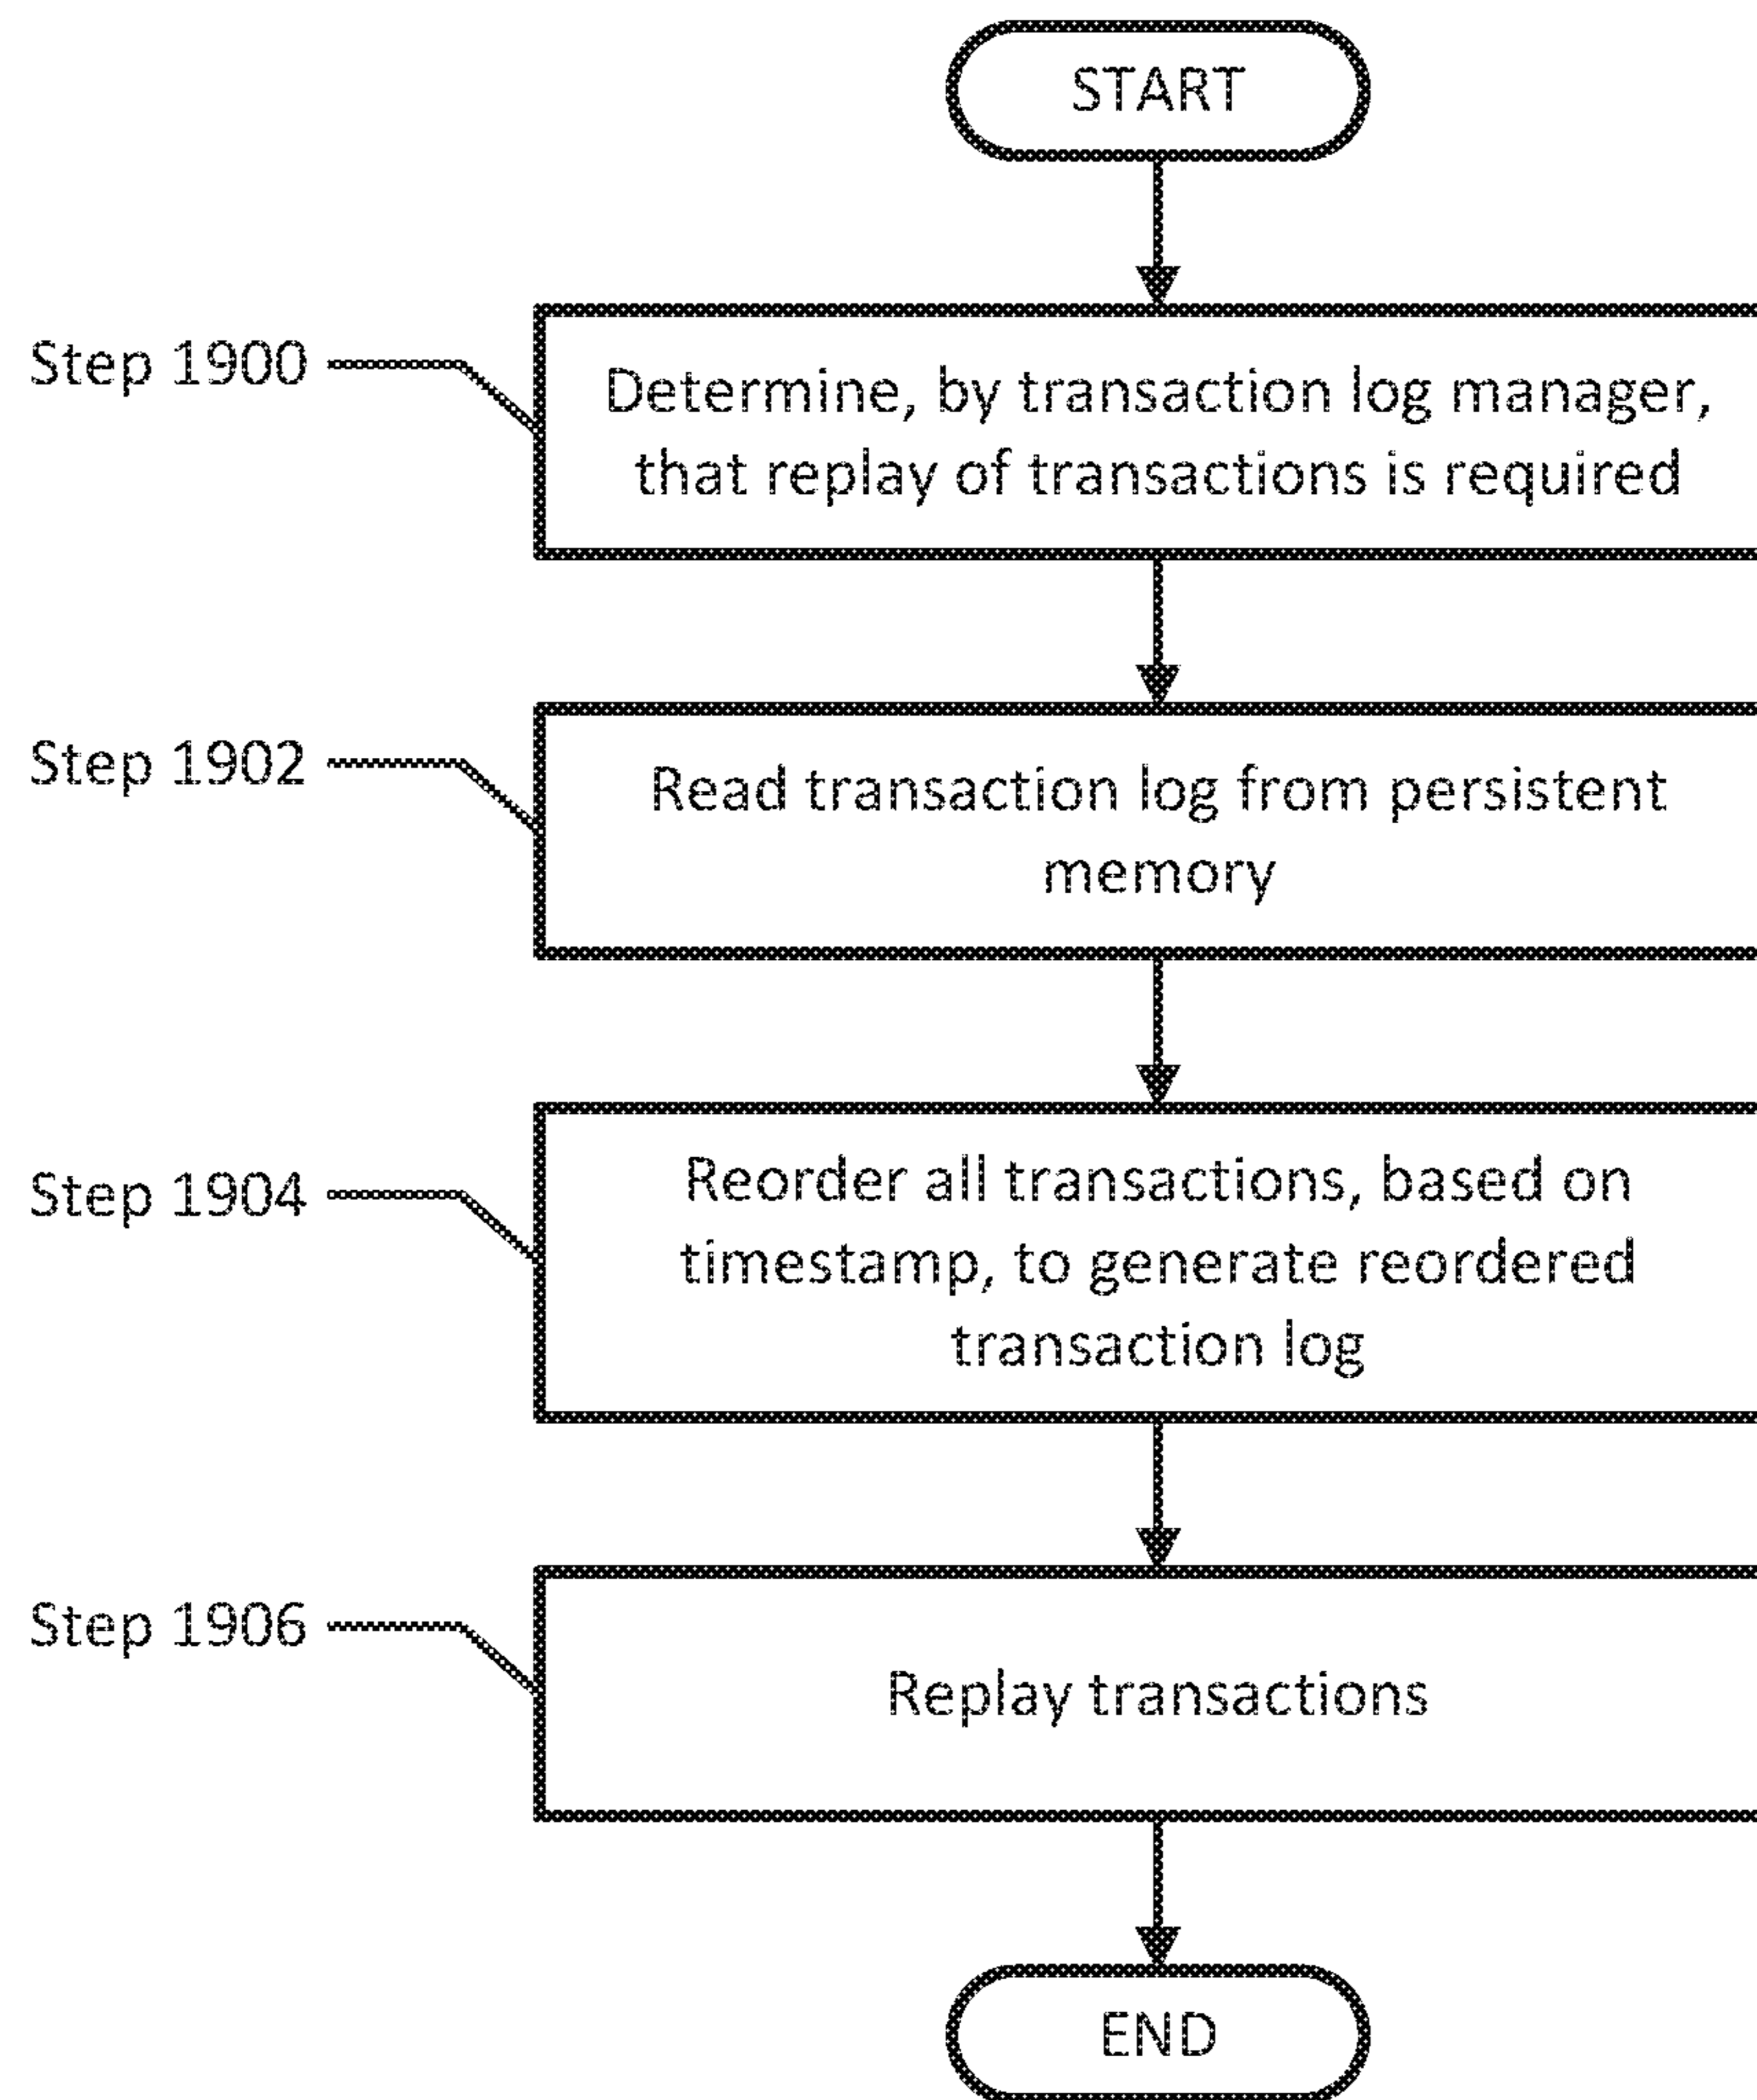 START
Step 1900
Determine, by transaction log manager,
that replay of transactions is required
Step 1902
Read transaction log from persistent
memory
Step 1904
Reorder all transactions, based on
timestamp, to generate reordered
transaction log
Step 1906
Replay transactions
END